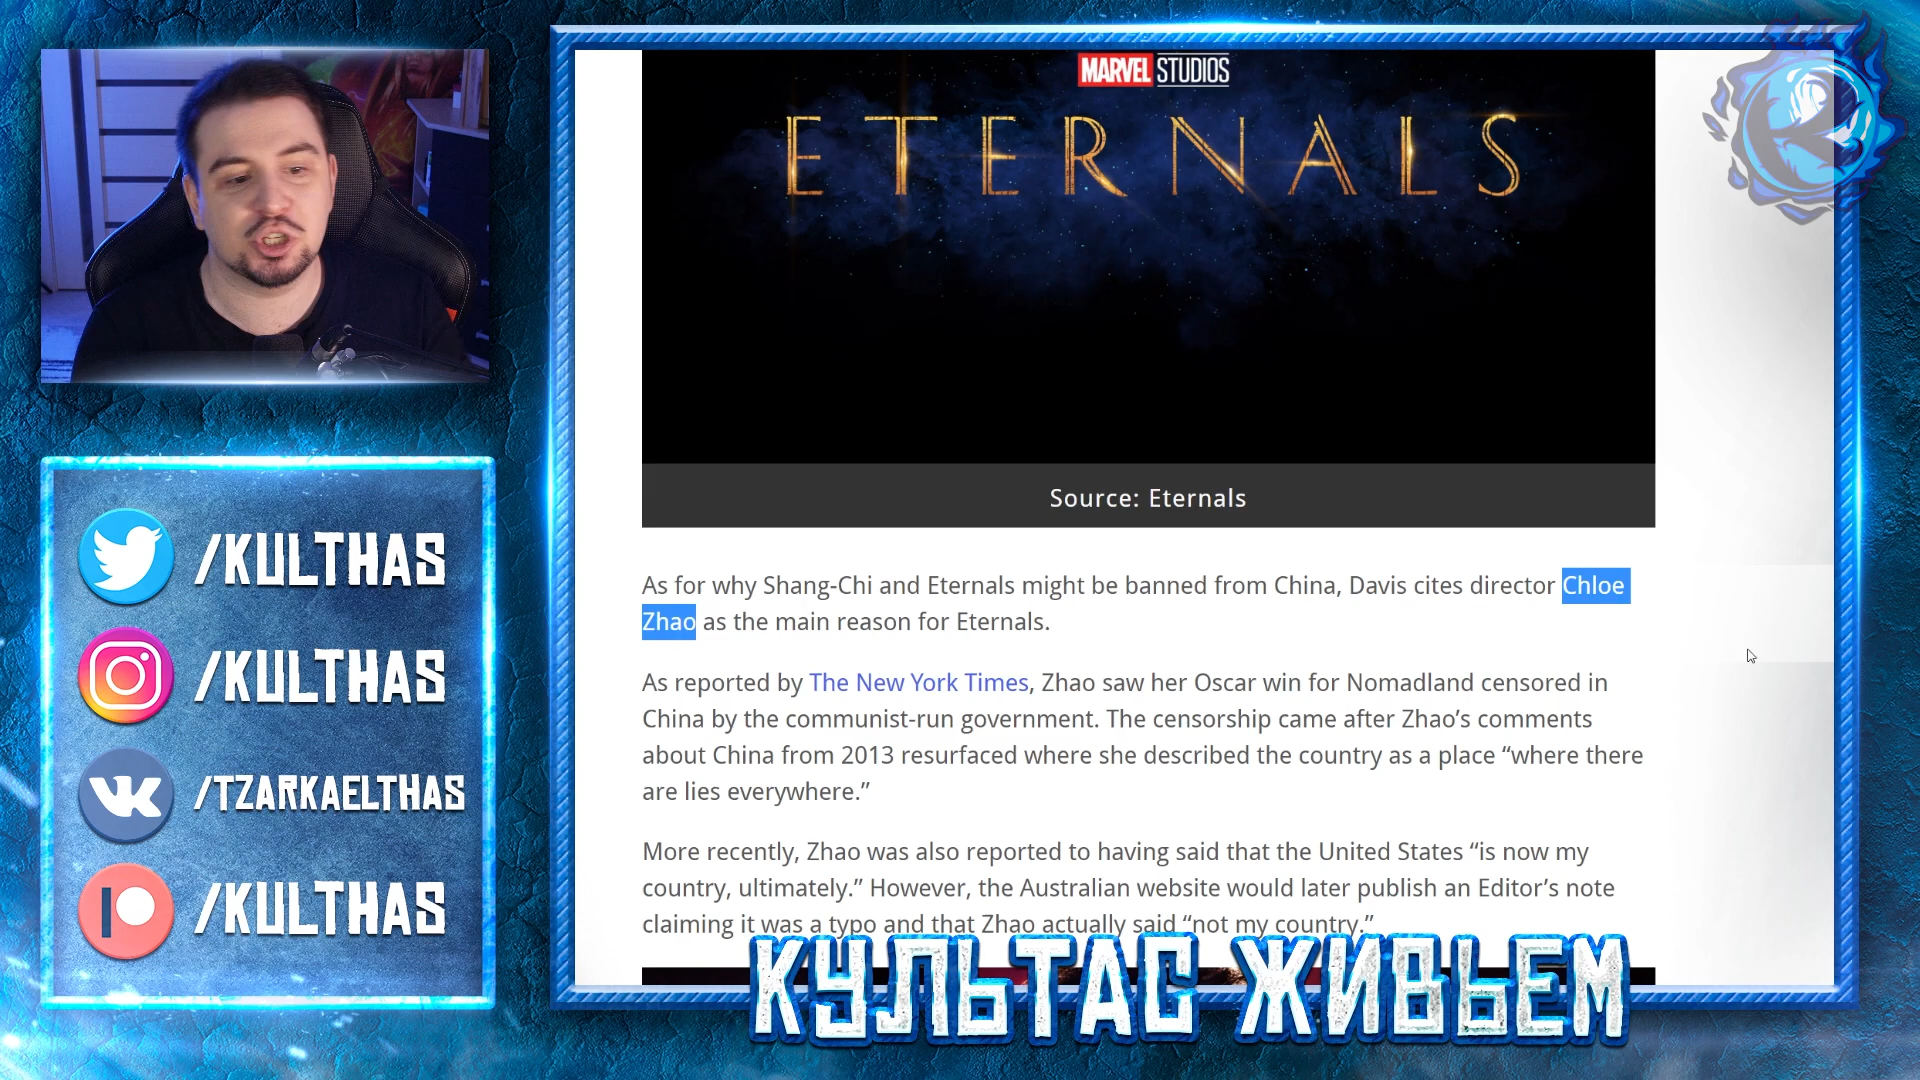 MARVEL STUDIOS
ETERNALS
Source: Eternals
As for why Shang-Chi and Eternals might be banned from China, Davis cites director Chloe
Zhao as the main reason for Eternals.
As reported by The New York Times, Zhao saw her Oscar win for Nomadland censored in
China by the communist-run government. The censorship came after Zhao’s comments
about China from 2013 resurfaced where she described the country as a place “where there
are lies everywhere.”
More recently, Zhao was also reported to having said that the United States “is now my
country, ultimately.” However, the Australian website would later publish an Editor’s note
claiming it was a typo and that Zhao actually said “not my country.”
/KULTHAS
/KULTHAS
/TZARKAELTHAS
/KULTHAS
КУЛЬТАС ЖИВЬЕМ